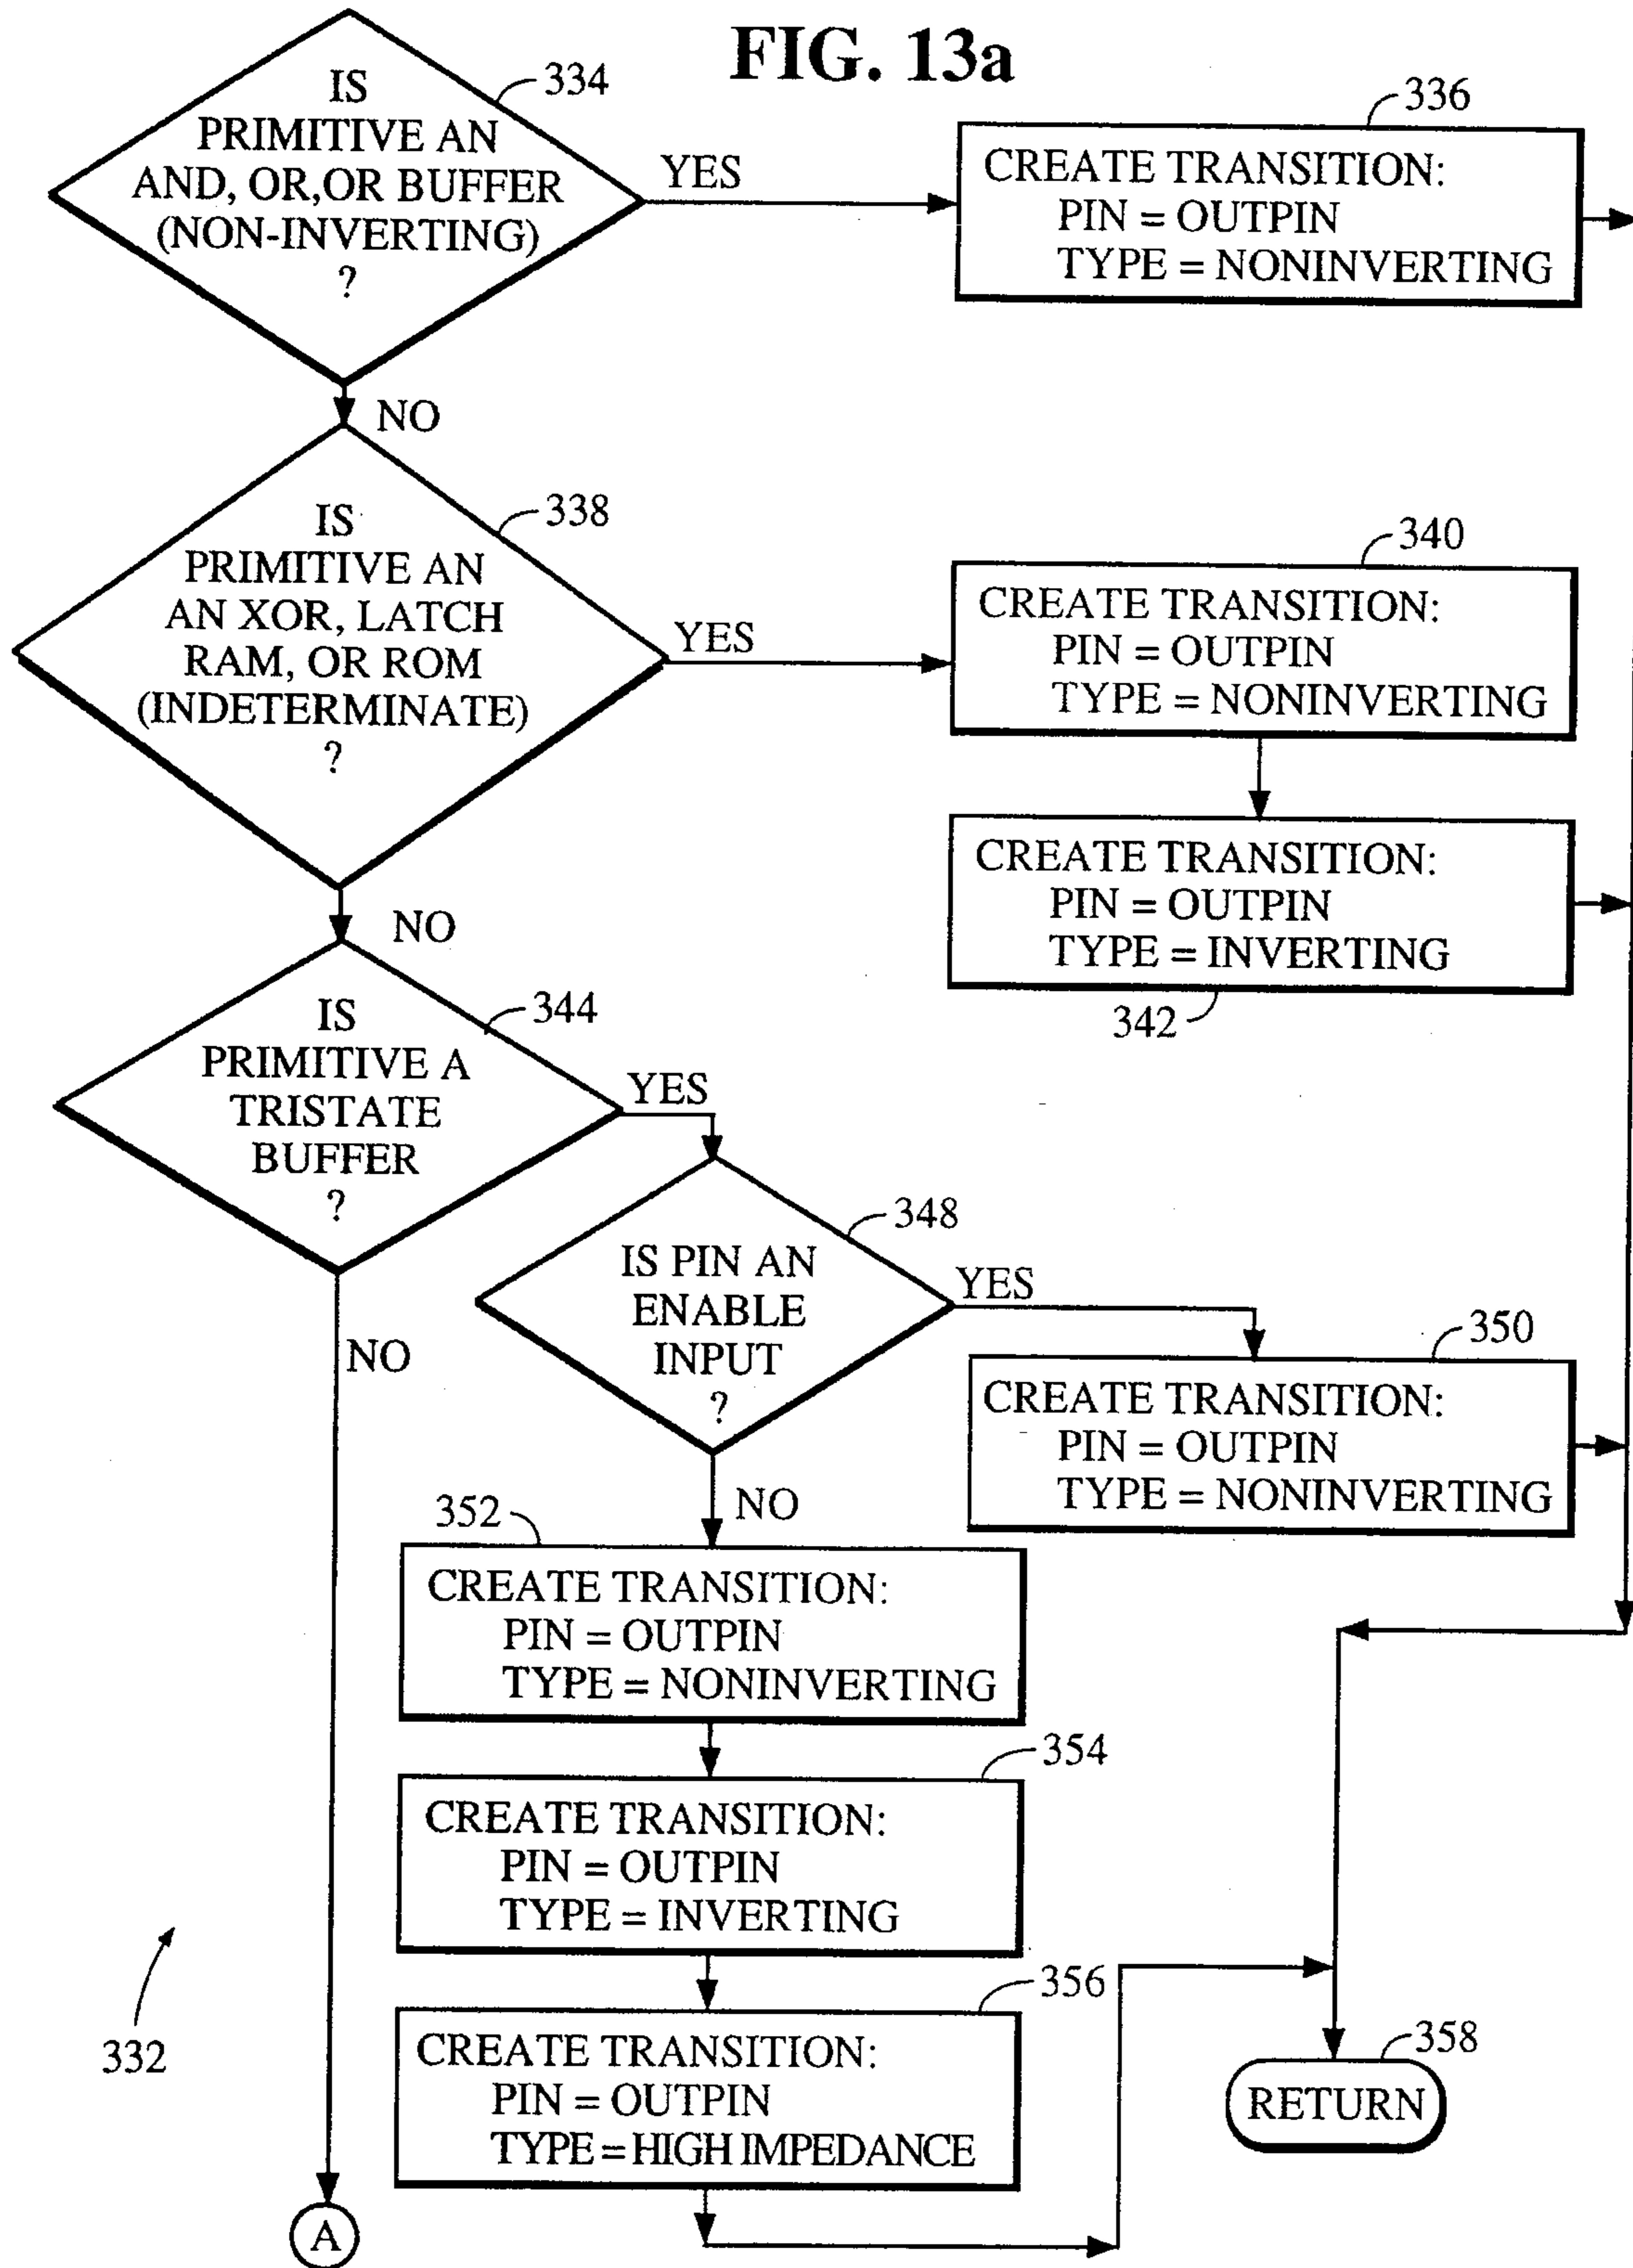 FIG. 13a
IS
PRIMITIVE AN
AND, OR,OR BUFFER
(NON-INVERTING)
?
334
YES
336
CREATE TRANSITION:
PIN = OUTPIN
TYPE = NONINVERTING
NO
IS
PRIMITIVE AN
AN XOR, LATCH
RAM, OR ROM
(INDETERMINATE)
?
338
YES
340
CREATE TRANSITION:
PIN = OUTPIN
TYPE = NONINVERTING
CREATE TRANSITION:
PIN = OUTPIN
TYPE = INVERTING
342
NO
IS
PRIMITIVE A
TRISTATE
BUFFER
?
344
YES
348
IS PIN AN
ENABLE
INPUT
?
YES
350
CREATE TRANSITION:
PIN = OUTPIN
TYPE = NONINVERTING
NO
NO
352
CREATE TRANSITION:
PIN = OUTPIN
TYPE = NONINVERTING
354
CREATE TRANSITION:
PIN = OUTPIN
TYPE = INVERTING
356
CREATE TRANSITION:
PIN = OUTPIN
TYPE = HIGH IMPEDANCE
332
358
RETURN
A